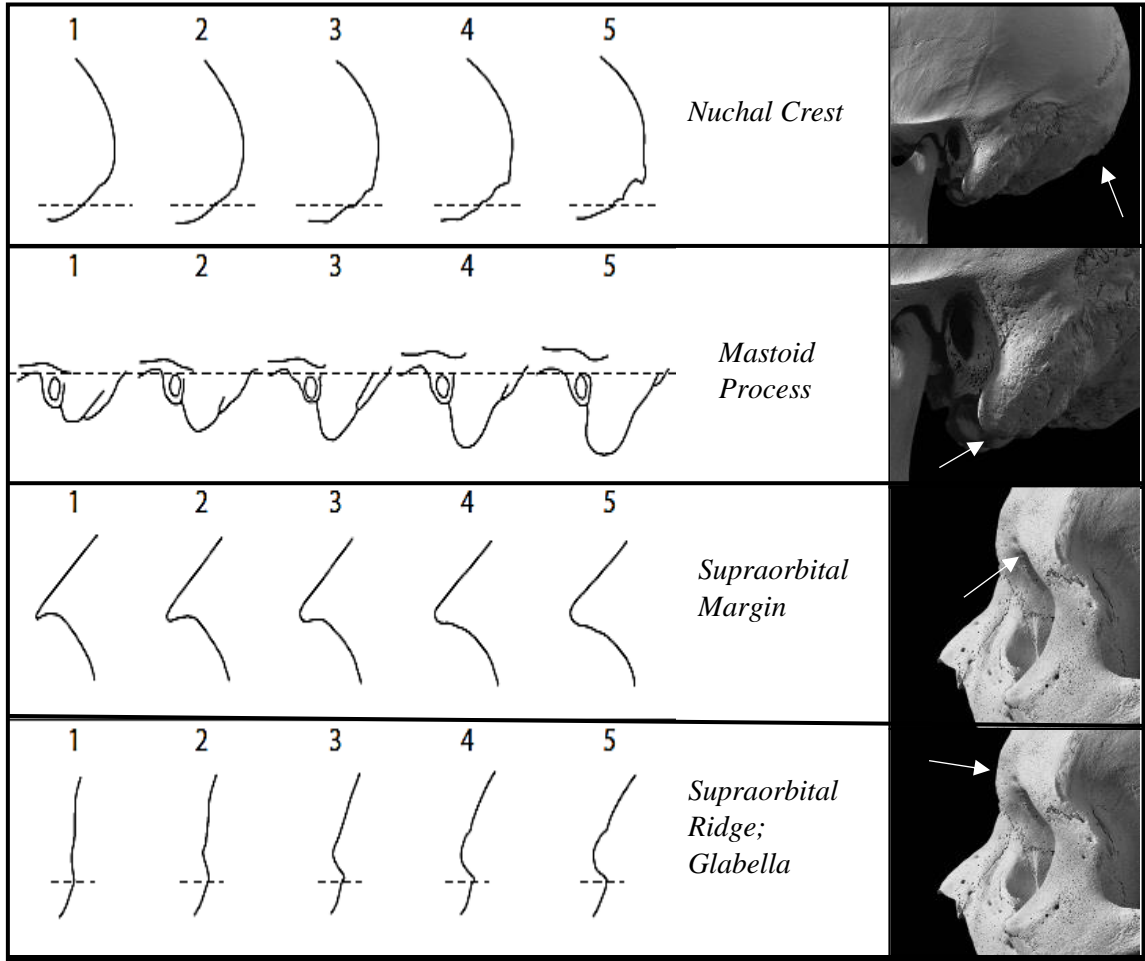 1 2 3 4 5
Nuchal Crest
1 2 3 4 5
Mastoid
Process
1 2 3 4 5
Supraorbital
Margin
1 2 3 4 5
Supraorbital
Ridge;
Glabella